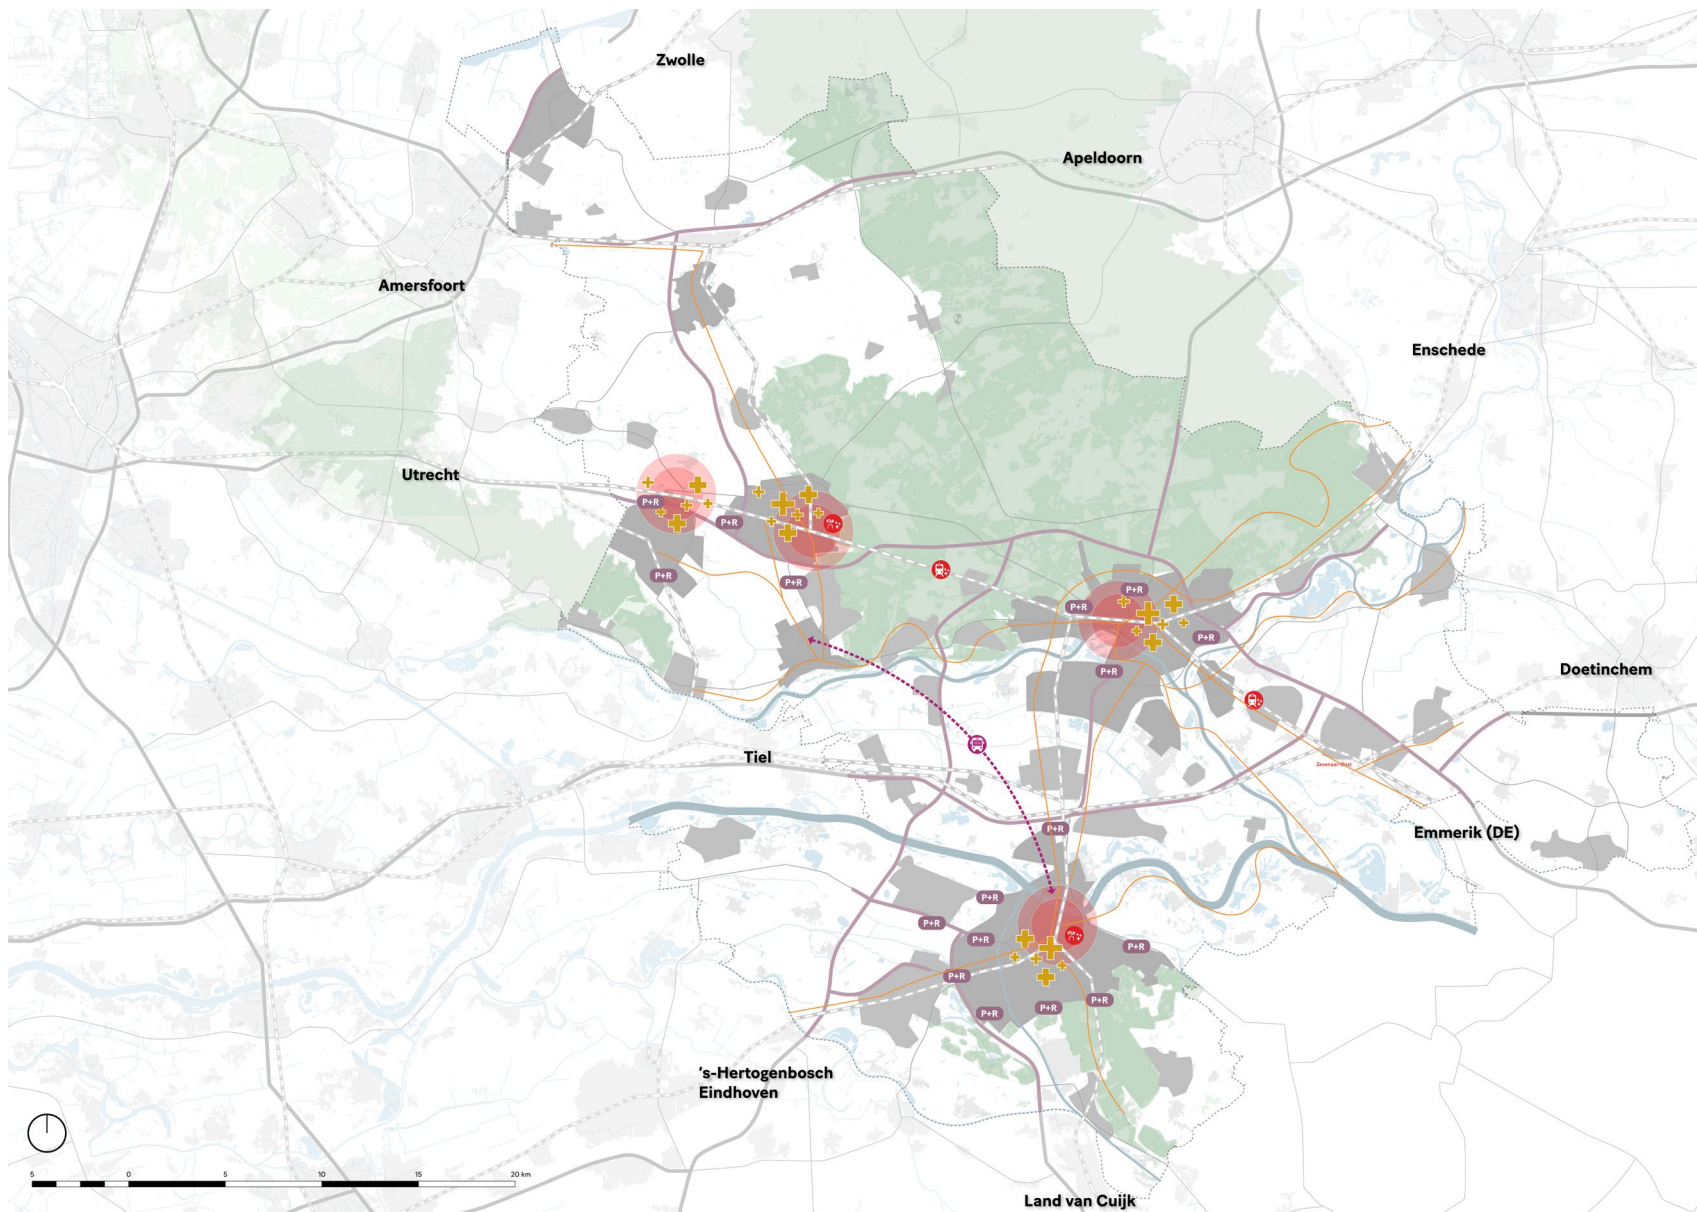 Zwolle
Apeldoorn
Amersfoort
Enschede
Utrecht
P+R
P+R
P+R
P+R
P+R
P+R
P+R
P+R
Doetinchem
Tiel
Zevenaar-Oost
P+R
Emmerik (DE)
P+R
P+R
P+R
P+R
P+R
P+R
P+R
P+R
's-Hertogenbosch
Eindhoven
5 0 5 10 15 20 km
Land van Cuijk